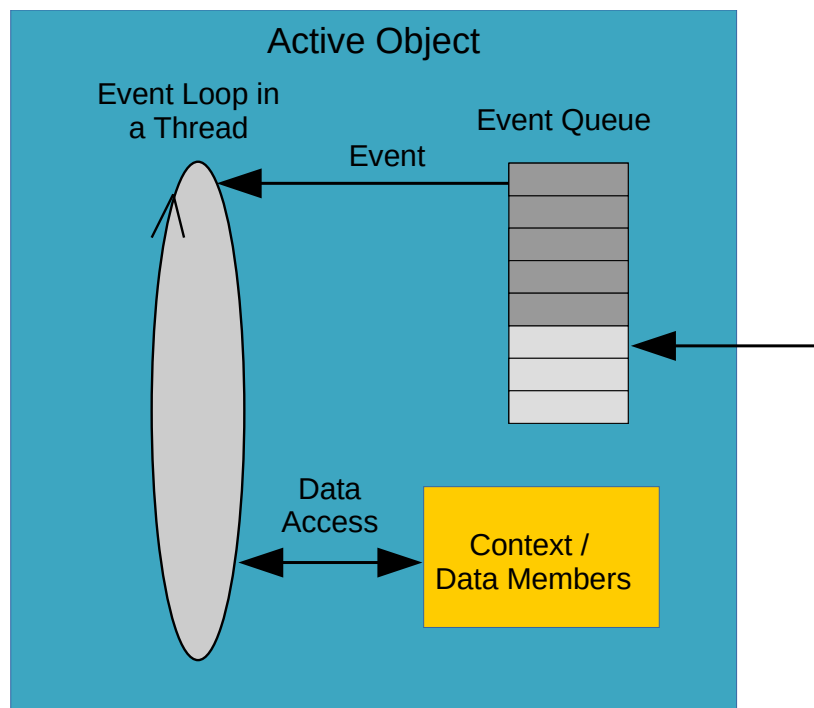 Active Object
Event Loop in
a Thread
Event Queue
Event
Data
Access
Context /
Data Members